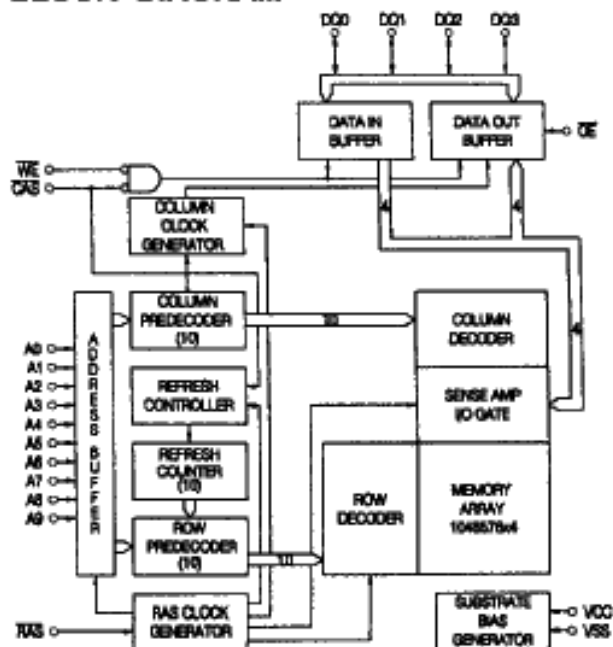 DQ0 DQ1 DQ2 DQ3
DATA IN
BUFFER
DATA OUT
BUFFER
OE
WE
CAS
COLUMN
CLOCK
GENERATOR
4
4
COLUMN
PREDECODER
(10)
10
COLUMN
DECODER
4
ADDRESS BUFFER
A0
A1
A2
A3
A4
A5
A6
A7
A8
A9
REFRESH
CONTROLLER
SENSE AMP
I/O GATE
REFRESH
COUNTER
(10)
ROW
DECODER
MEMORY
ARRAY
1048576x4
ROW
PREDECODER
(10)
10
RAS
RAS CLOCK
GENERATOR
SUBSTRATE
BIAS
GENERATOR
VCC
VSS